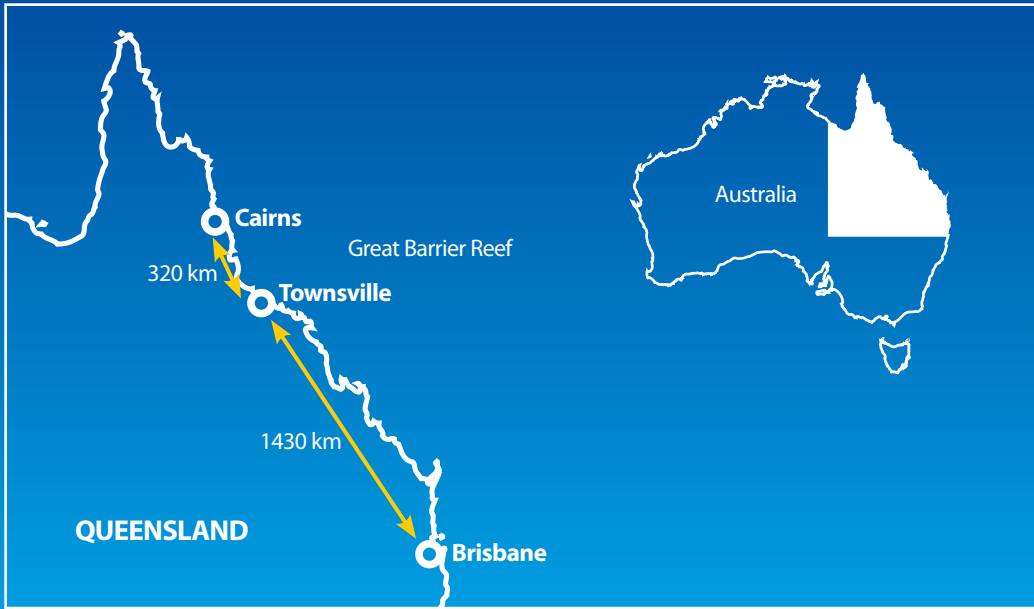 Cairns
Great Barrier Reef
320 km
Townsville
1430 km
QUEENSLAND
Brisbane
Australia